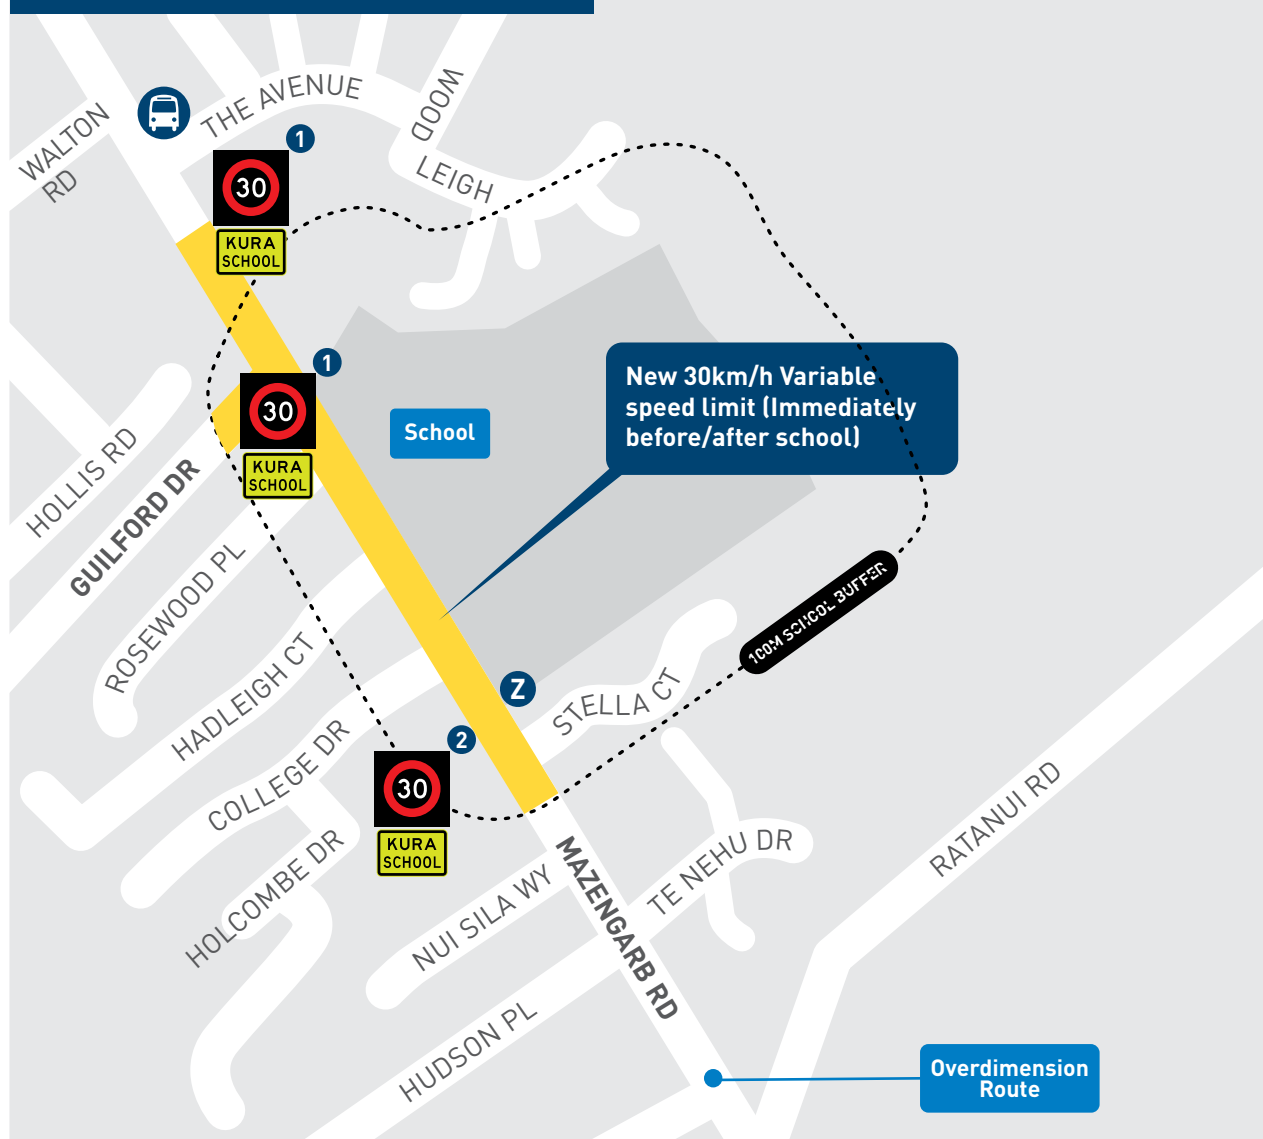 WOOD
THE AVENUE
WALTON
RD
1
LEIGH
30
KURA
SCHOOL
1
New 30km/h Variable
speed limit (Immediately
before/after school)
30
School
KURA
SCHOOL
HOLLIS RD
GUILFORD DR
ROSEWOOD PL
100M SCHOOL BUFFER
HADLEIGH CT
Z
STELLA CT
2
COLLEGE DR
30
KURA
SCHOOL
HOLCOMBE DR
RATANUI RD
TE NEHU DR
NUI SILA WY
MAZENGARB RD
HUDSON PL
Overdimension
Route